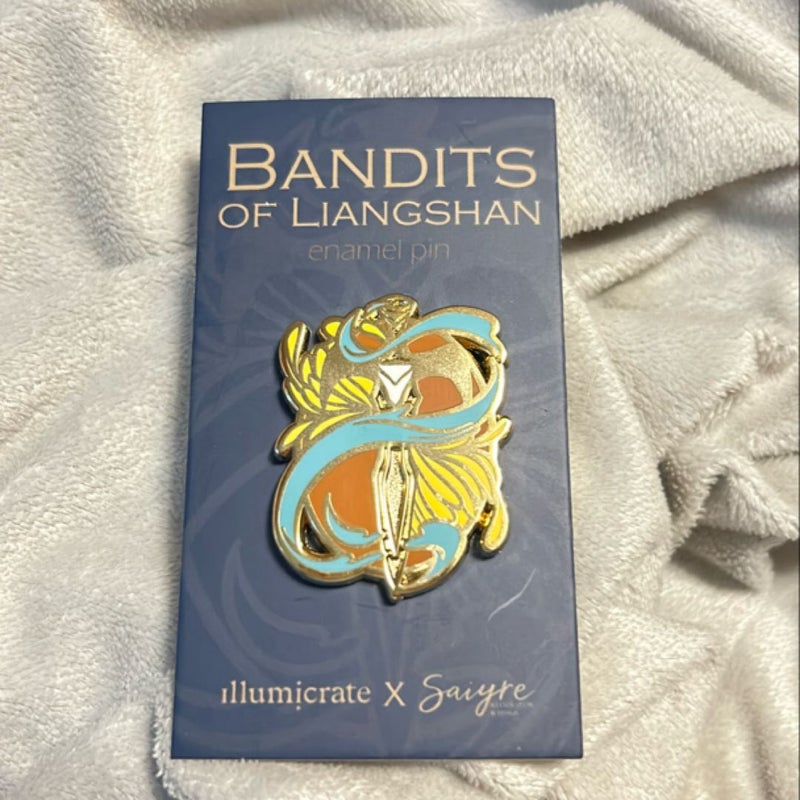 BANDITS
OF LIANGSHAN
enamel pin
illumicrate X Saiyre